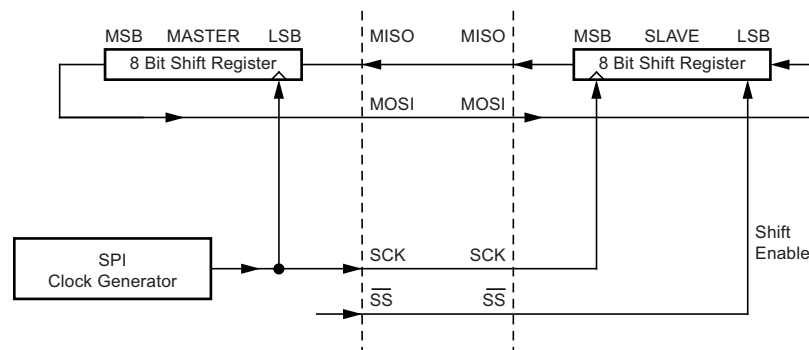 MSB MASTER LSB MISO MISO MSB SLAVE LSB
8 Bit Shift Register 8 Bit Shift Register
MOSI MOSI
SPI
Clock Generator
SCK SCK
Shift
Enable
SS SS